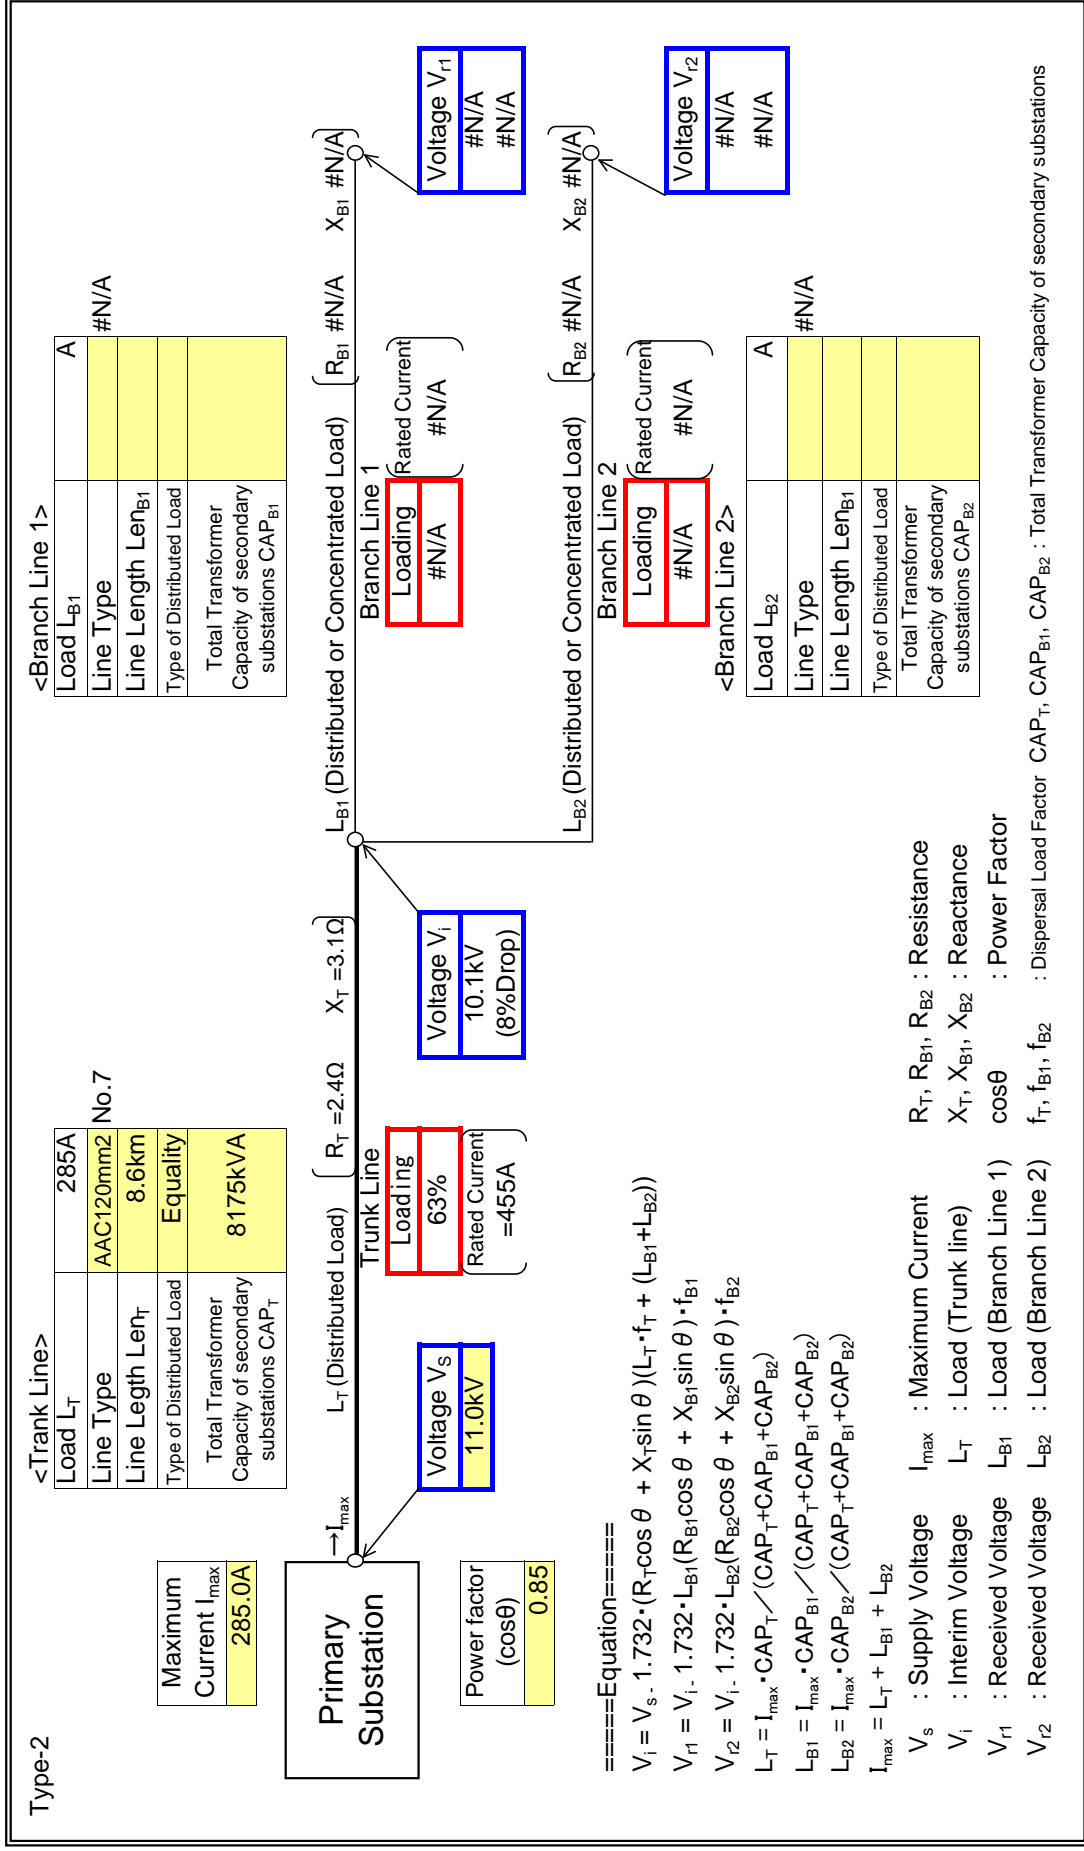 Type-2
Maximum
Current Imax
285.0A
<Trank Line>
Load LT 285A
Line Type AAC120mm2 No.7
Line Legth LenT 8.6km
Type of Distributed Load Equality
Total Transformer
Capacity of secondary
substations CAPT
8175kVA
<Branch Line 1>
Load LB1 A
Line Type #N/A
Line Length LenB1
Type of Distributed Load
Total Transformer
Capacity of secondary
substations CAPB1
Primary
Substation
→Imax
LT (Distributed Load)
RT =2.4Ω XT =3.1Ω
LB1 (Distributed or Concentrated Load)
RB1 #N/A XB1 #N/A
Trunk Line
Loading
63%
Rated Current
=455A
Branch Line 1
Loading
#N/A
Rated Current
#N/A
Voltage VS
11.0kV
Voltage Vi
10.1kV
(8%Drop)
Voltage Vr1
#N/A
#N/A
Power factor
(cosθ)
0.85
LB2 (Distributed or Concentrated Load)
RB2 #N/A XB2 #N/A
Branch Line 2
Loading
#N/A
Rated Current
#N/A
Voltage Vr2
#N/A
#N/A
<Branch Line 2>
Load LB2 A
Line Type #N/A
Line Length LenB1
Type of Distributed Load
Total Transformer
Capacity of secondary
substations CAPB2
=====Equation=====
Vi = Vs - 1.732･(RTcos θ + XTsin θ)(LT･fT + (LB1+LB2))
Vr1 = Vi - 1.732･LB1(RB1cos θ + XB1sin θ)･fB1
Vr2 = Vi - 1.732･LB2(RB2cos θ + XB2sin θ)･fB2
LT = Imax･CAPT／(CAPT+CAPB1+CAPB2)
LB1 = Imax･CAPB1／(CAPT+CAPB1+CAPB2)
LB2 = Imax･CAPB2／(CAPT+CAPB1+CAPB2)
Imax = LT + LB1 + LB2
Vs : Supply Voltage Imax : Maximum Current RT, RB1, RB2 : Resistance
Vi : Interim Voltage LT : Load (Trunk line) XT, XB1, XB2 : Reactance
Vr1 : Received Voltage LB1 : Load (Branch Line 1) cosθ : Power Factor
Vr2 : Received Voltage LB2 : Load (Branch Line 2) fT, fB1, fB2 : Dispersal Load Factor CAPT, CAPB1, CAPB2 : Total Transformer Capacity of secondary substations